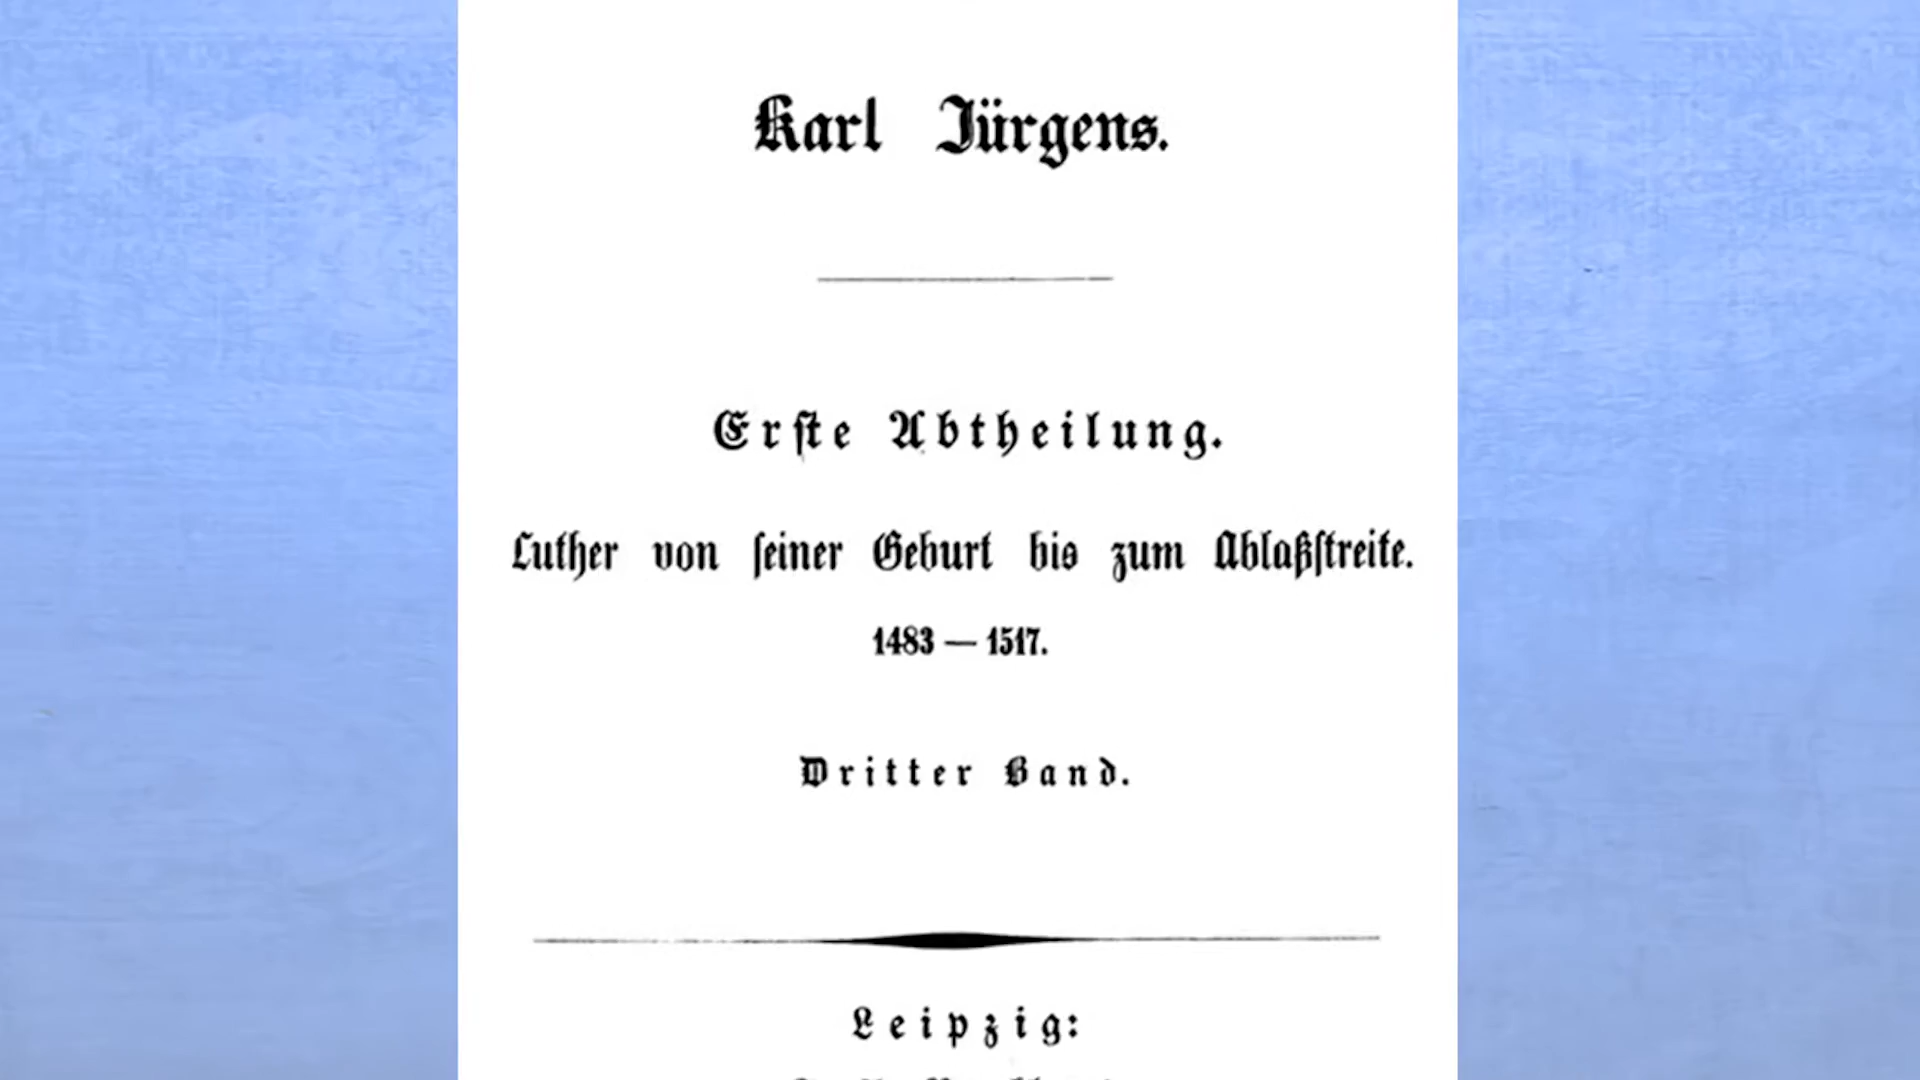 Karl Jürgens.
Erſte Abtheilung.
Luther von ſeiner Geburt bis zum Ablaßſtreite.
1483 — 1517.
Dritter Band.
Leipzig: